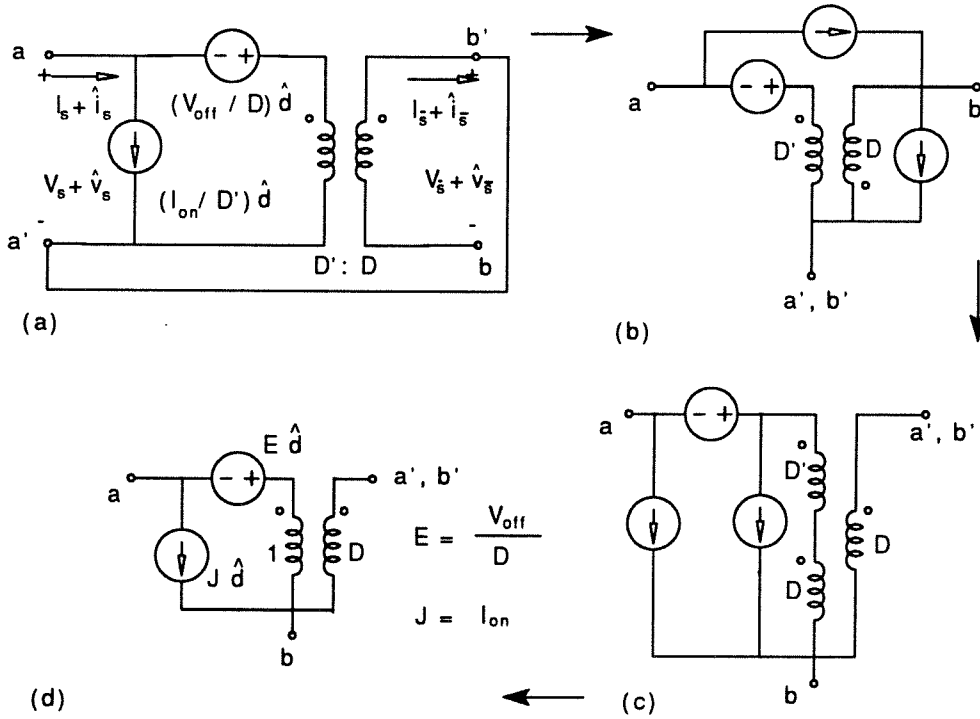 a
b'
- +
+
+
I_s + î_s
(V_off / D) d̂
I_s̄ + î_s̄
V_s + v̂_s
(I_on / D') d̂
V_s̄ + v̂_s̄
-
-
a'
D' : D
b
(a)
a
- +
b
D'
D
a', b'
(b)
a
- +
a', b'
D'
D
D
b
(c)
E d̂
a
- +
a', b'
1
D
J d̂
b
E = V_off / D
J = I_on
(d)